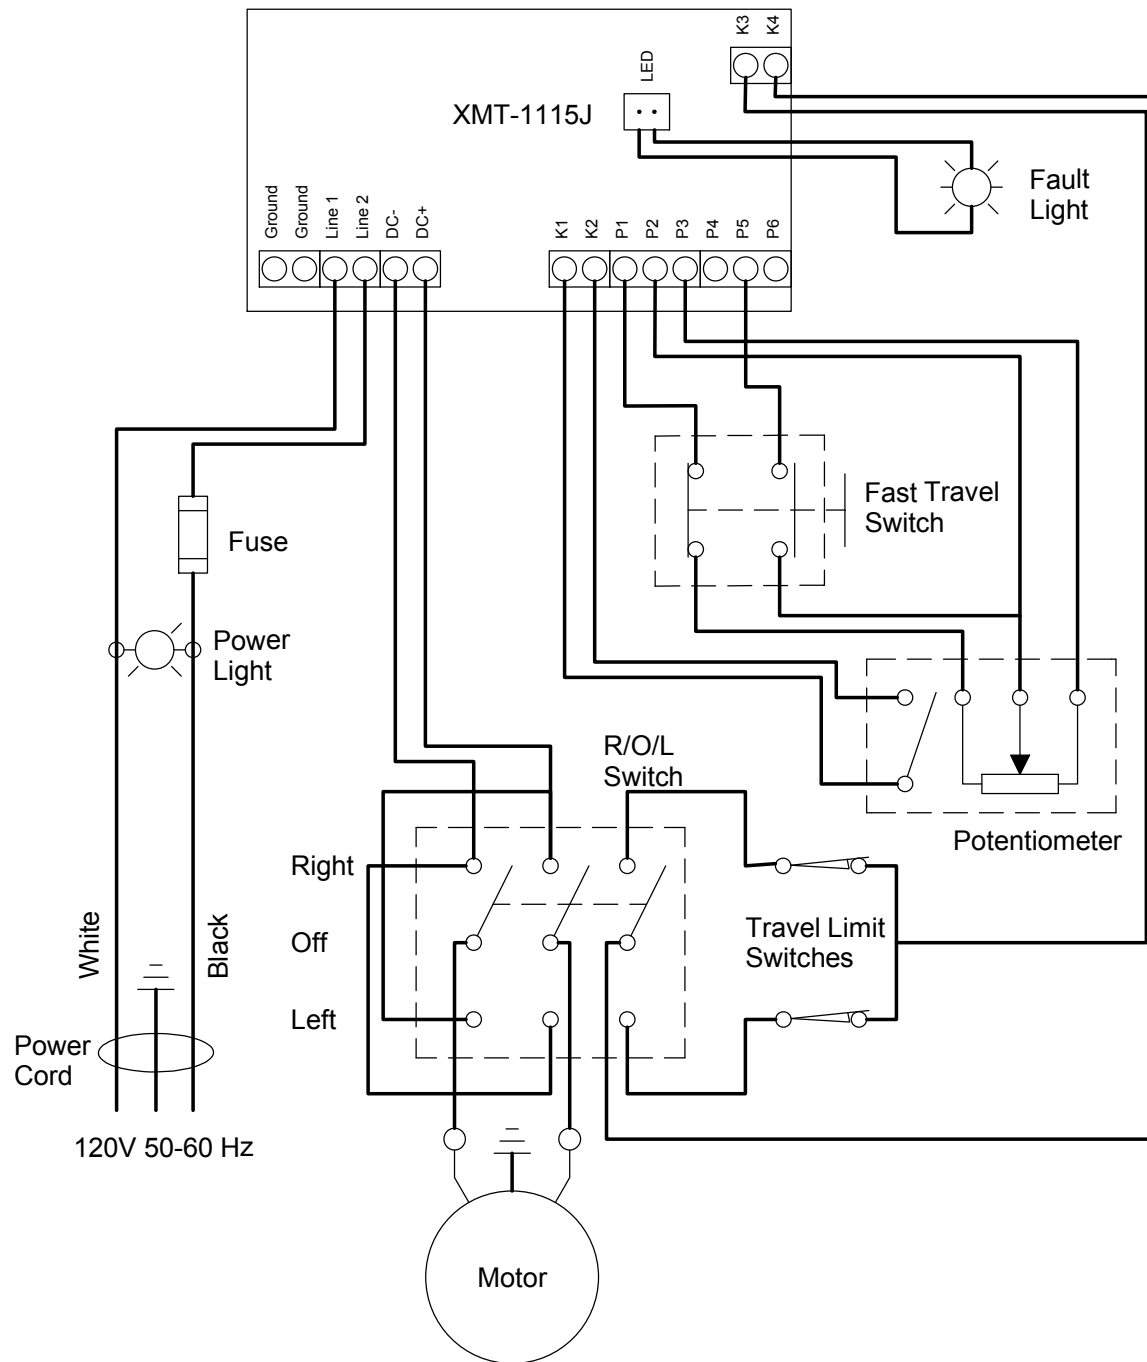 K3
K4
LED
XMT-1115J
Fault
Light
Ground
Ground
Line 1
Line 2
DC-
DC+
K1
K2
P1
P2
P3
P4
P5
P6
Fast Travel
Switch
Fuse
Power
Light
R/O/L
Switch
Potentiometer
Right
Off
Left
Travel Limit
Switches
White
Black
Power
Cord
120V 50-60 Hz
Motor